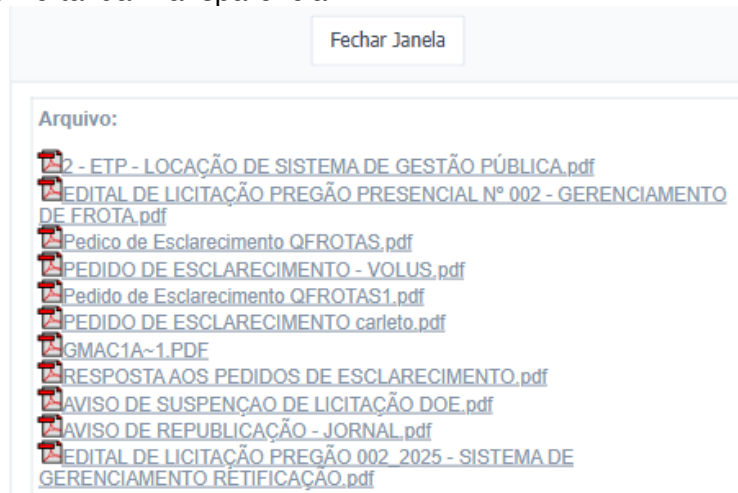 Fechar Janela
Arquivo:
2 - ETP - LOCAÇÃO DE SISTEMA DE GESTÃO PÚBLICA.pdf
EDITAL DE LICITAÇÃO PREGÃO PRESENCIAL Nº 002 - GERENCIAMENTO
DE FROTA.pdf
Pedico de Esclarecimento QFROTAS.pdf
PEDIDO DE ESCLARECIMENTO - VOLUS.pdf
Pedido de Esclarecimento QFROTAS1.pdf
PEDIDO DE ESCLARECIMENTO carleto.pdf
GMAC1A~1.PDF
RESPOSTA AOS PEDIDOS DE ESCLARECIMENTO.pdf
AVISO DE SUSPENÇAO DE LICITAÇÃO DOE.pdf
AVISO DE REPUBLICAÇÃO - JORNAL.pdf
EDITAL DE LICITAÇÃO PREGÃO 002_2025 - SISTEMA DE
GERENCIAMENTO RETIFICAÇÃO.pdf